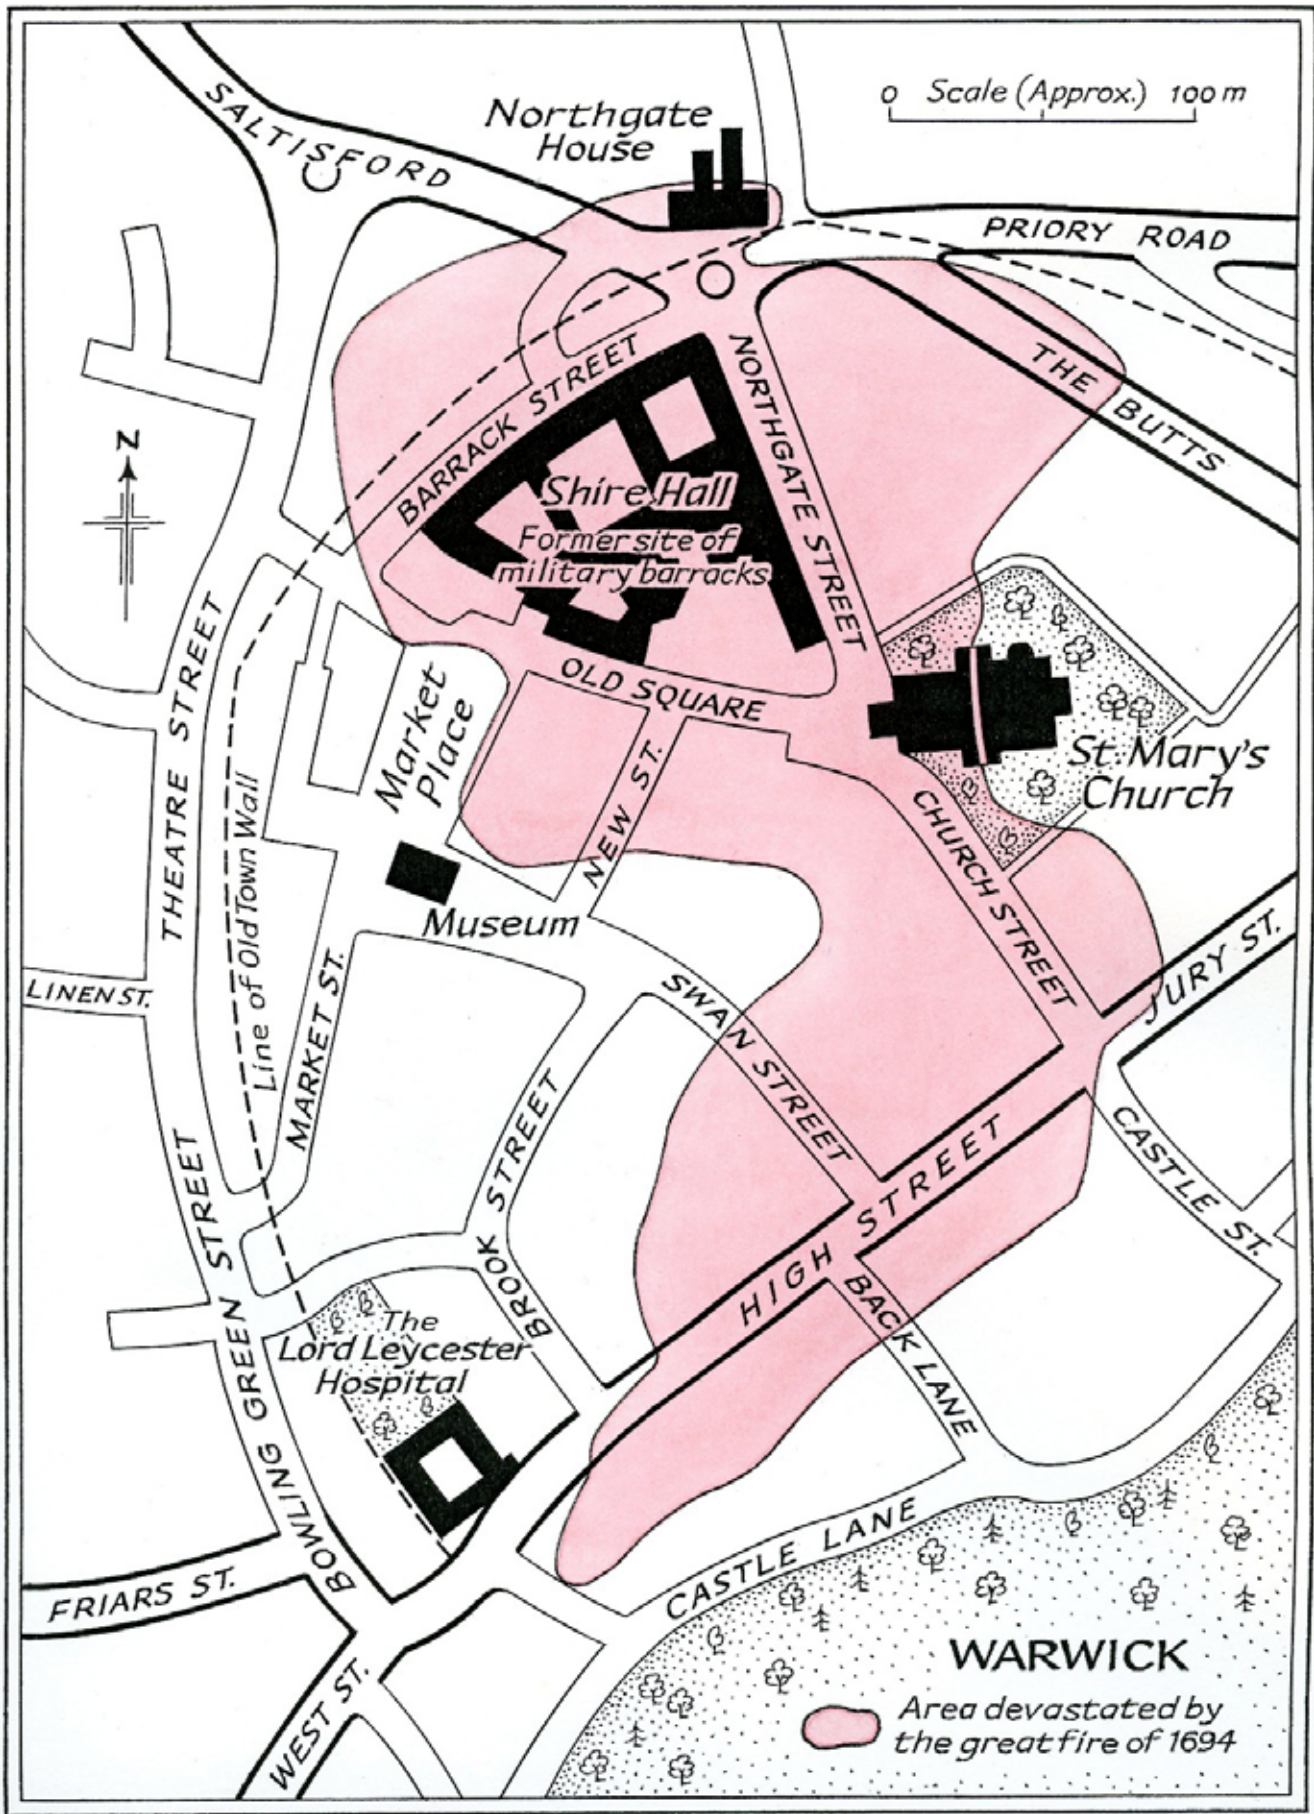 SALTISFORD
Northgate
House
0 Scale (Approx.) 100 m
PRIORY ROAD
THE BUTTS
N
BARRACK STREET
NORTHGATE STREET
Shire Hall
Former site of
military barracks
OLD SQUARE
THEATRE STREET
Market
Place
NEW ST.
St. Mary's
Church
CHURCH STREET
Museum
Line of Old Town Wall
LINEN ST.
MARKET ST.
SWAN STREET
JURY ST.
BROOK STREET
HIGH STREET
CASTLE ST.
BACK LANE
BOWLING GREEN STREET
The
Lord Leycester
Hospital
CASTLE LANE
FRIARS ST.
WEST ST.
WARWICK
Area devastated by
the great fire of 1694